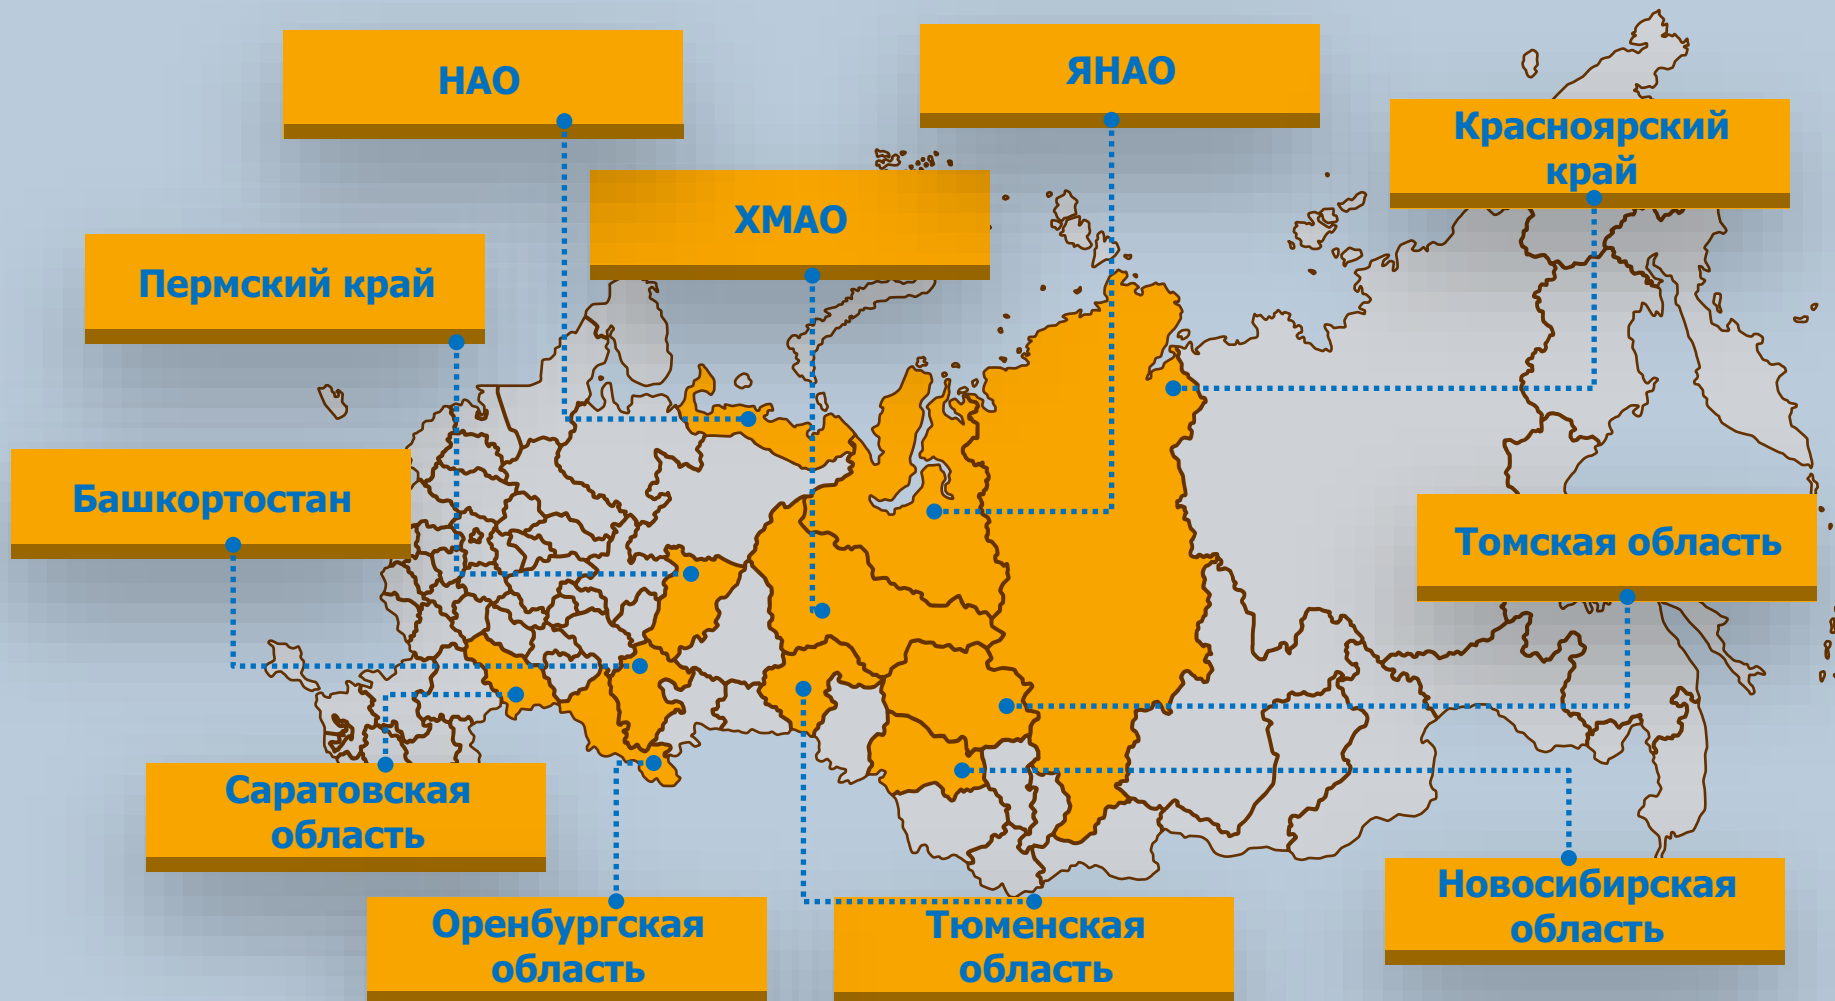 НАО
ЯНАО
Красноярский
край
ХМАО
Пермский край
Башкортостан
Томская область
Саратовская
область
Оренбургская
область
Тюменская
область
Новосибирская
область